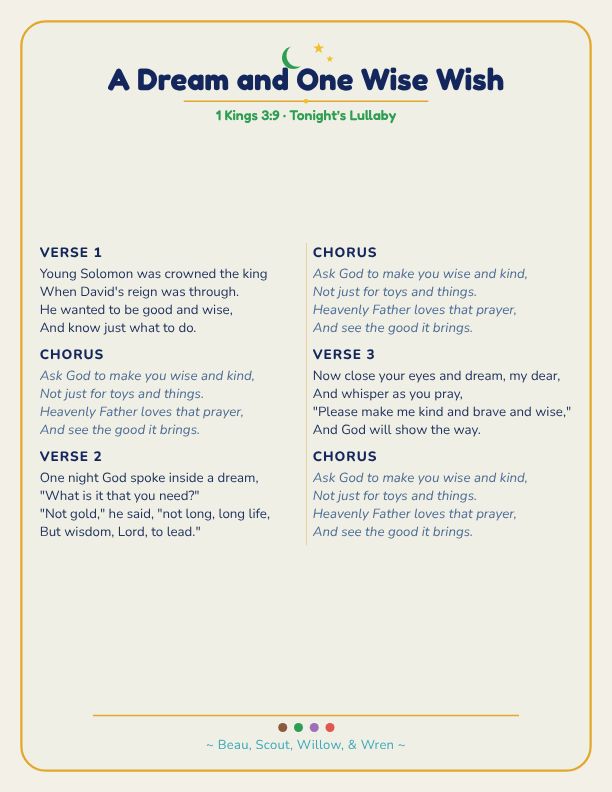 A Dream and One Wise Wish
1 Kings 3:9 · Tonight's Lullaby
VERSE 1
Young Solomon was crowned the king
When David's reign was through.
He wanted to be good and wise,
And know just what to do.
CHORUS
Ask God to make you wise and kind,
Not just for toys and things.
Heavenly Father loves that prayer,
And see the good it brings.
VERSE 2
One night God spoke inside a dream,
"What is it that you need?"
"Not gold," he said, "not long, long life,
But wisdom, Lord, to lead."
CHORUS
Ask God to make you wise and kind,
Not just for toys and things.
Heavenly Father loves that prayer,
And see the good it brings.
VERSE 3
Now close your eyes and dream, my dear,
And whisper as you pray,
"Please make me kind and brave and wise,"
And God will show the way.
CHORUS
Ask God to make you wise and kind,
Not just for toys and things.
Heavenly Father loves that prayer,
And see the good it brings.
~ Beau, Scout, Willow, & Wren ~